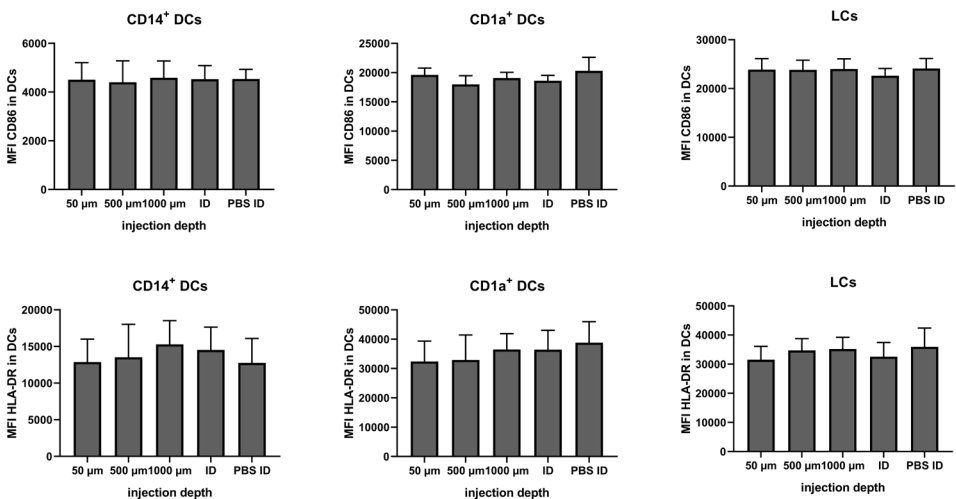 CD14+ DCs
MFI CD86 in DCs
6000
4000
2000
0
50 µm 500 µm 1000 µm ID PBS ID
injection depth
CD1a+ DCs
MFI CD86 in DCs
25000
20000
15000
10000
5000
0
50 µm 500 µm 1000 µm ID PBS ID
injection depth
LCs
MFI CD86 in DCs
30000
20000
10000
0
50 µm 500 µm 1000 µm ID PBS ID
injection depth
CD14+ DCs
MFI HLA-DR in DCs
20000
15000
10000
5000
0
50 µm 500 µm 1000 µm ID PBS ID
injection depth
CD1a+ DCs
MFI HLA-DR in DCs
50000
40000
30000
20000
10000
0
50 µm 500 µm 1000 µm ID PBS ID
injection depth
LCs
MFI HLA-DR in DCs
50000
40000
30000
20000
10000
0
50 µm 500 µm 1000 µm ID PBS ID
injection depth